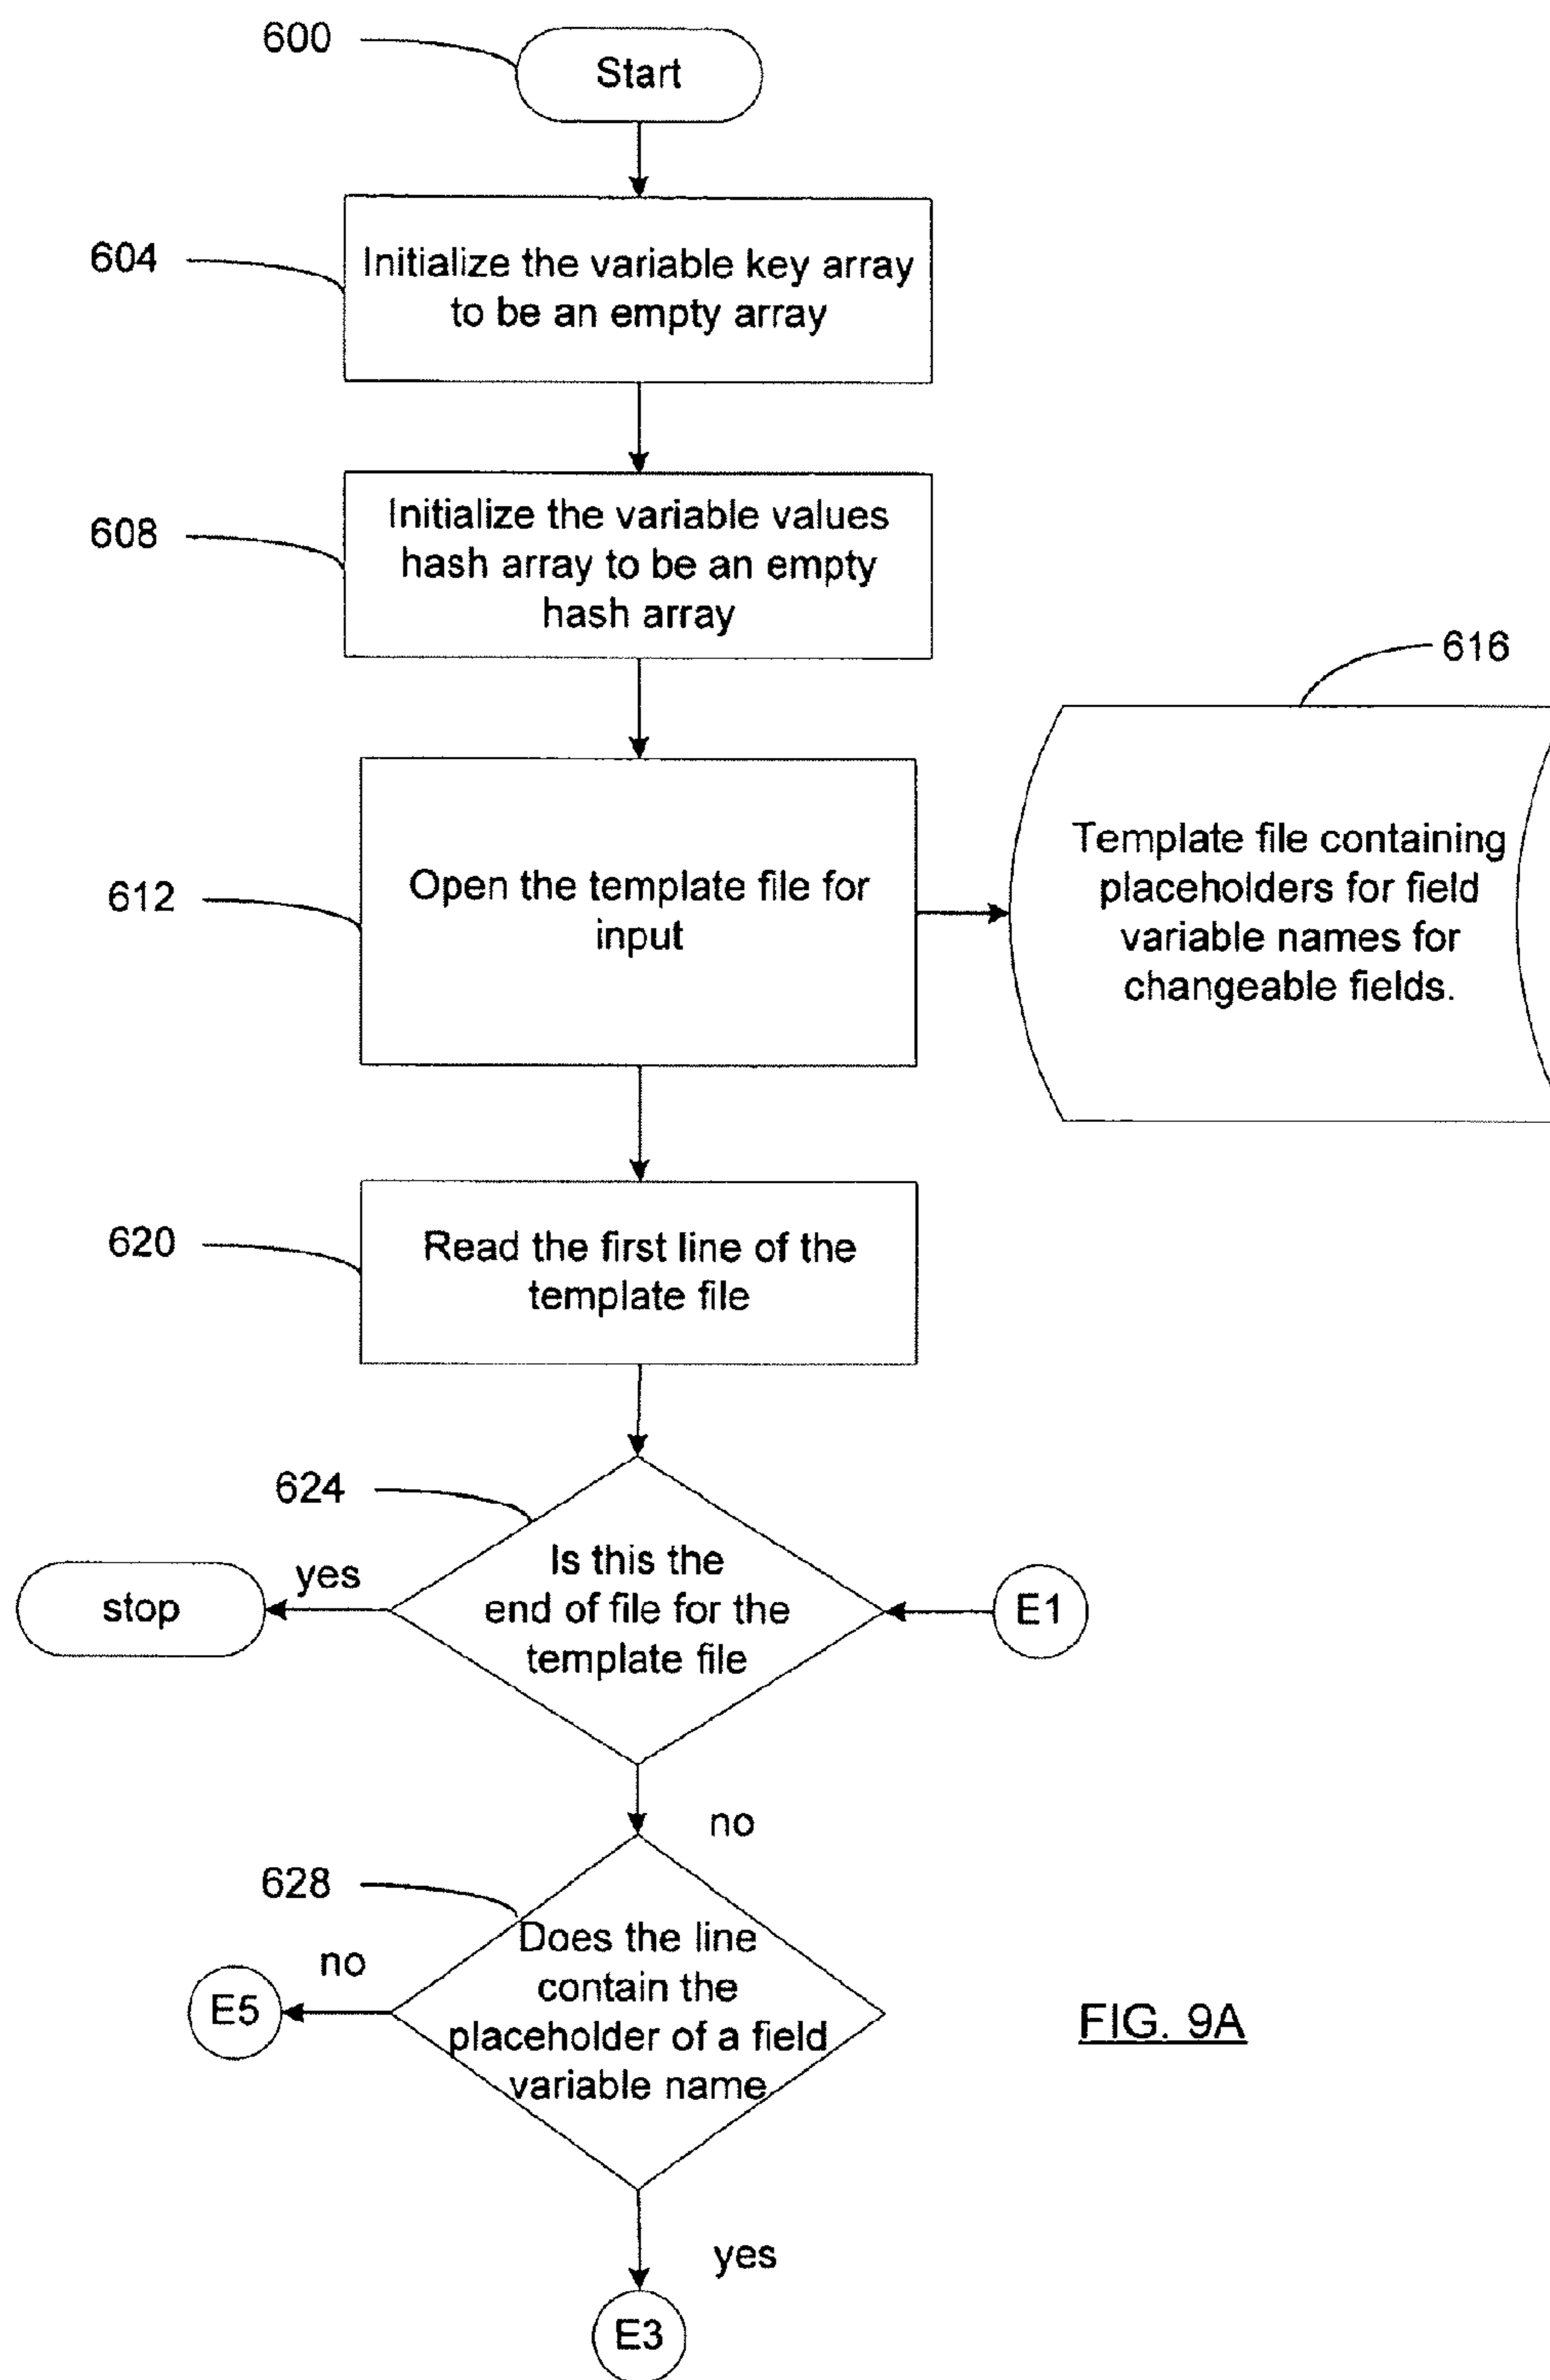 600
Start
604
Initialize the variable key array
to be an empty array
608
Initialize the variable values
hash array to be an empty
hash array
616
612
Open the template file for
input
Template file containing
placeholders for field
variable names for
changeable fields.
620
Read the first line of the
template file
624
Is this the
end of file for the
template file
yes
stop
E1
no
628
Does the line
contain the
placeholder of a field
variable name
no
E5
FIG. 9A
yes
E3